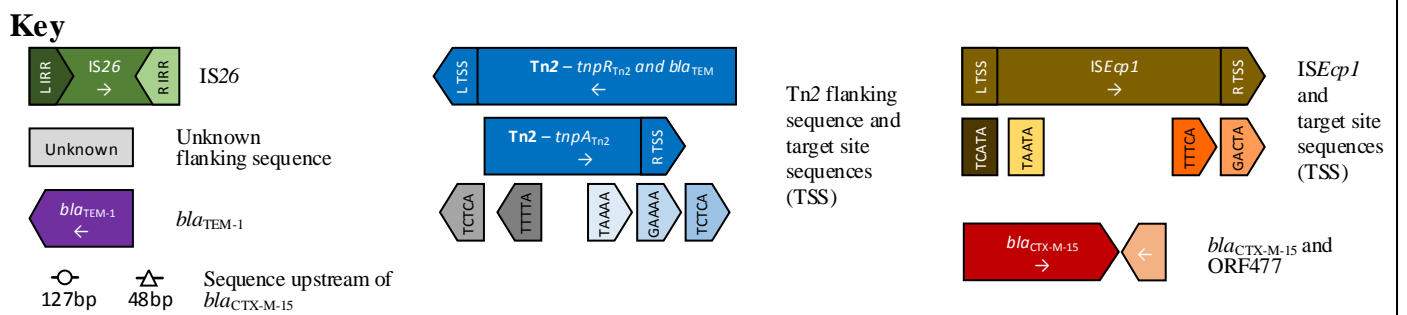 Key
LIRR
IS26
→
RIRR
IS26
Unknown
Unknown
flanking sequence
blaTEM-1
←
blaTEM-1
127bp
48bp
Sequence upstream of
blaCTX-M-15
LTSS
Tn2 – tnpRTn2 and blaTEM
←
Tn2 – tnpATn2
→
RTSS
TCTCA
TTTTA
TAAAA
GAAAA
TCTCA
Tn2 flanking
sequence and
target site
sequences
(TSS)
LTSS
ISEcp1
→
RTSS
TCATA
TAATA
TTTCA
GACTA
ISEcp1
and
target site
sequences
(TSS)
blaCTX-M-15
→
←
blaCTX-M-15 and
ORF477